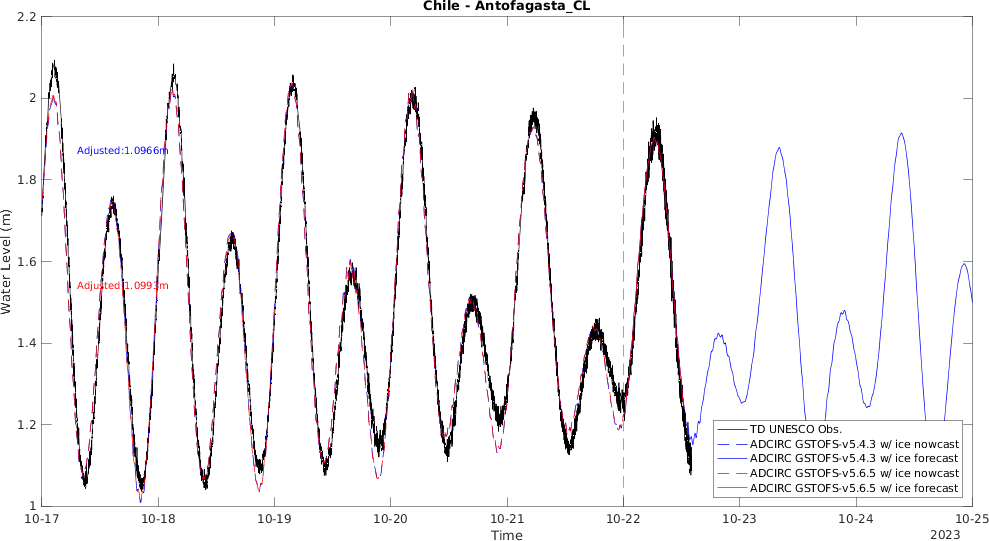 Chile - Antofagasta_CL
2.2
2
1.8
1.6
1.4
1.2
1
Water Level (m)
Adjusted:1.0966m
Adjusted:1.0993m
TD UNESCO Obs.
ADCIRC GSTOFS-v5.4.3 w/ ice nowcast
ADCIRC GSTOFS-v5.4.3 w/ ice forecast
ADCIRC GSTOFS-v5.6.5 w/ ice nowcast
ADCIRC GSTOFS-v5.6.5 w/ ice forecast
10-17 10-18 10-19 10-20 10-21 10-22 10-23 10-24 10-25
Time
2023